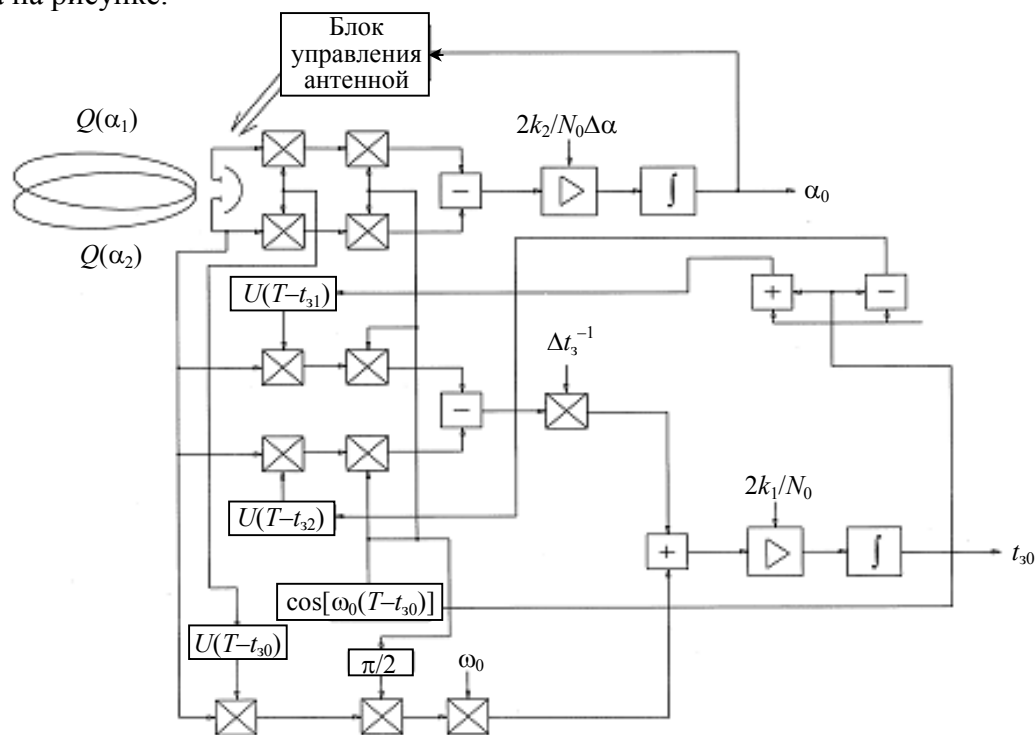 на рисунке.
Блок
управления
антенной
Q(α₁)
2k₂/N₀Δα
α₀
Q(α₂)
U(T–tз1)
Δtз⁻¹
U(T–tз2)
2k₁/N₀
tз0
cos[ω₀(T–tз0)]
U(T–tз0)
π/2
ω₀
∫
∫
–
+
–
–
+